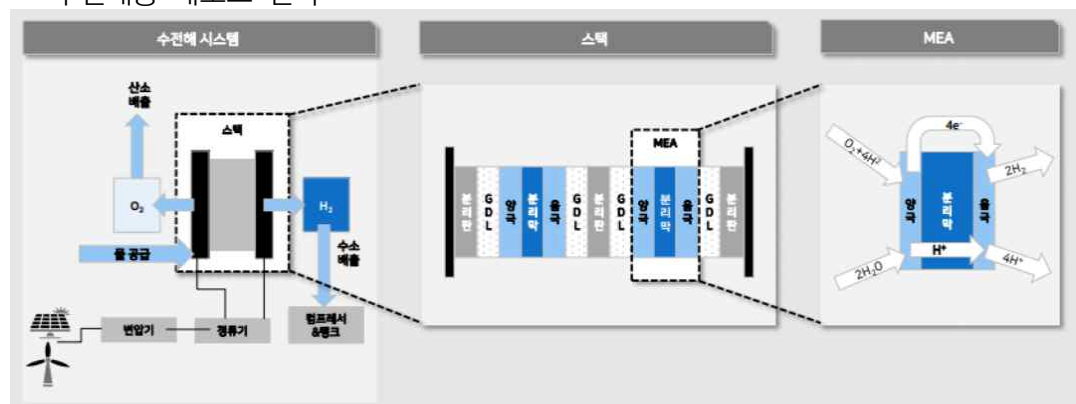 수전해 시스템
스택
MEA
산소
배출
스택
O₂
H₂
물 공급
수소
배출
변압기
정류기
컴프레서
&탱크
MEA
분리판
GDL
양극
분리막
음극
GDL
분리판
GDL
양극
분리막
음극
GDL
분리판
4e⁻
O₂+4H⁺
2H₂
양극
분리막
음극
H⁺
2H₂O
4H⁺